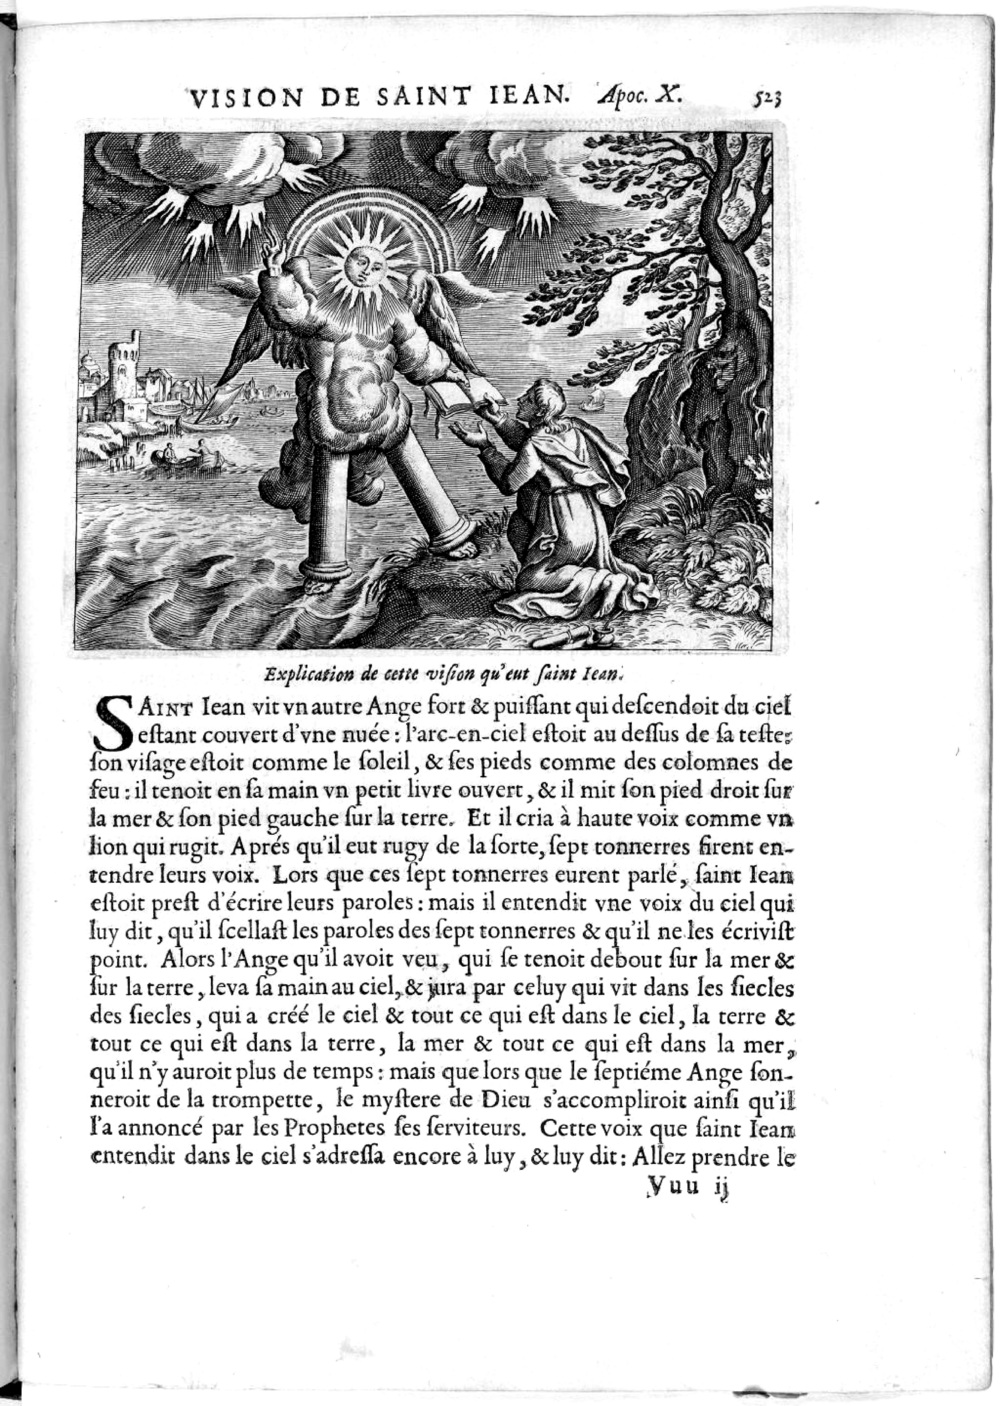 VISION DE SAINT IEAN. Apoc. X. 523
Explication de cette viſion qu'eut ſaint Iean.
SAINT Iean vit vn autre Ange fort & puiſſant qui deſcendoit du ciel
eſtant couvert d'vne nuée : l'arc-en-ciel eſtoit au deſſus de ſa teſte;
ſon viſage eſtoit comme le ſoleil, & ſes pieds comme des colomnes de
feu : il tenoit en ſa main vn petit livre ouvert, & il mit ſon pied droit ſur
la mer & ſon pied gauche ſur la terre. Et il cria à haute voix comme vn
lion qui rugit. Aprés qu'il eut rugy de la ſorte, ſept tonnerres firent en-
tendre leurs voix. Lors que ces ſept tonnerres eurent parlé, ſaint Iean
eſtoit preſt d'écrire leurs paroles : mais il entendit vne voix du ciel qui
luy dit, qu'il ſcellaſt les paroles des ſept tonnerres & qu'il ne les écriviſt
point. Alors l'Ange qu'il avoit veu, qui ſe tenoit debout ſur la mer &
ſur la terre, leva ſa main au ciel, & jura par celuy qui vit dans les ſiecles
des ſiecles, qui a créé le ciel & tout ce qui eſt dans le ciel, la terre &
tout ce qui eſt dans la terre, la mer & tout ce qui eſt dans la mer,
qu'il n'y auroit plus de temps : mais que lors que le ſeptiéme Ange ſon-
neroit de la trompette, le myſtere de Dieu s'accompliroit ainſi qu'il
l'a annoncé par les Prophetes ſes ſerviteurs. Cette voix que ſaint Iean
entendit dans le ciel s'adreſſa encore à luy, & luy dit : Allez prendre le
Vuu ij